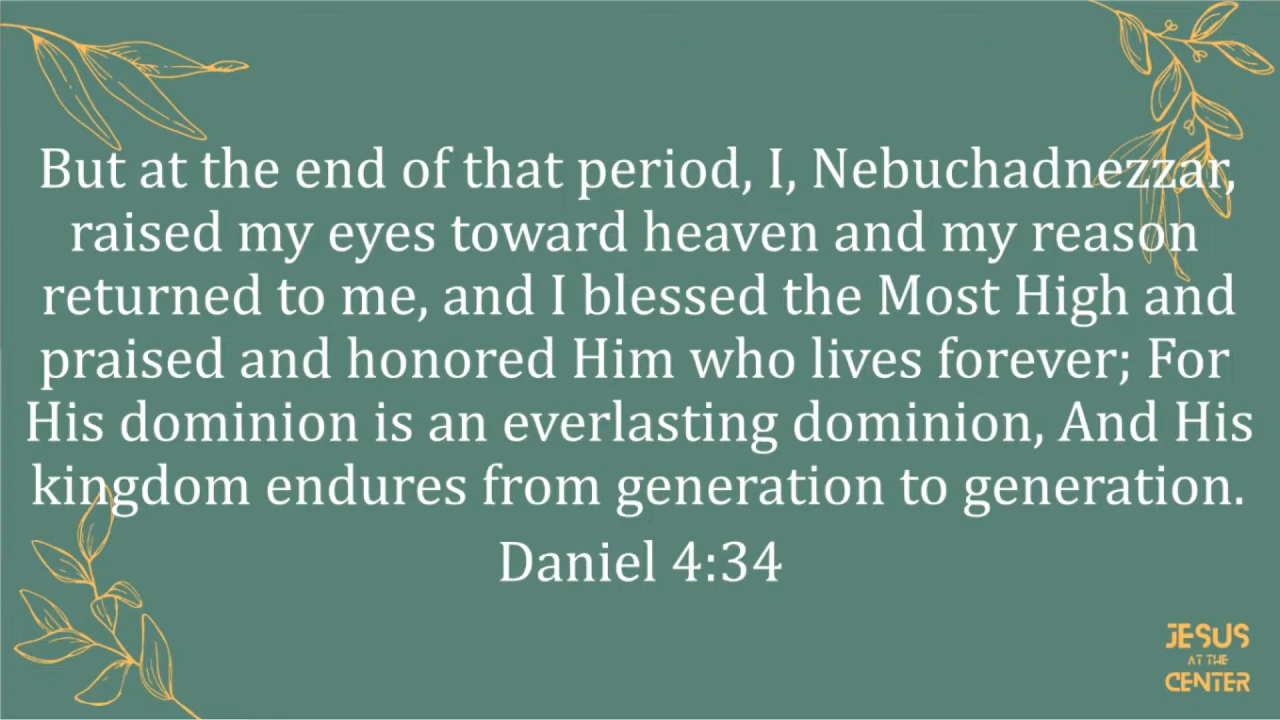 But at the end of that period, I, Nebuchadnezzar,
raised my eyes toward heaven and my reason
returned to me, and I blessed the Most High and
praised and honored Him who lives forever; For
His dominion is an everlasting dominion, And His
kingdom endures from generation to generation.
Daniel 4:34
JESUS
AT THE
CENTER